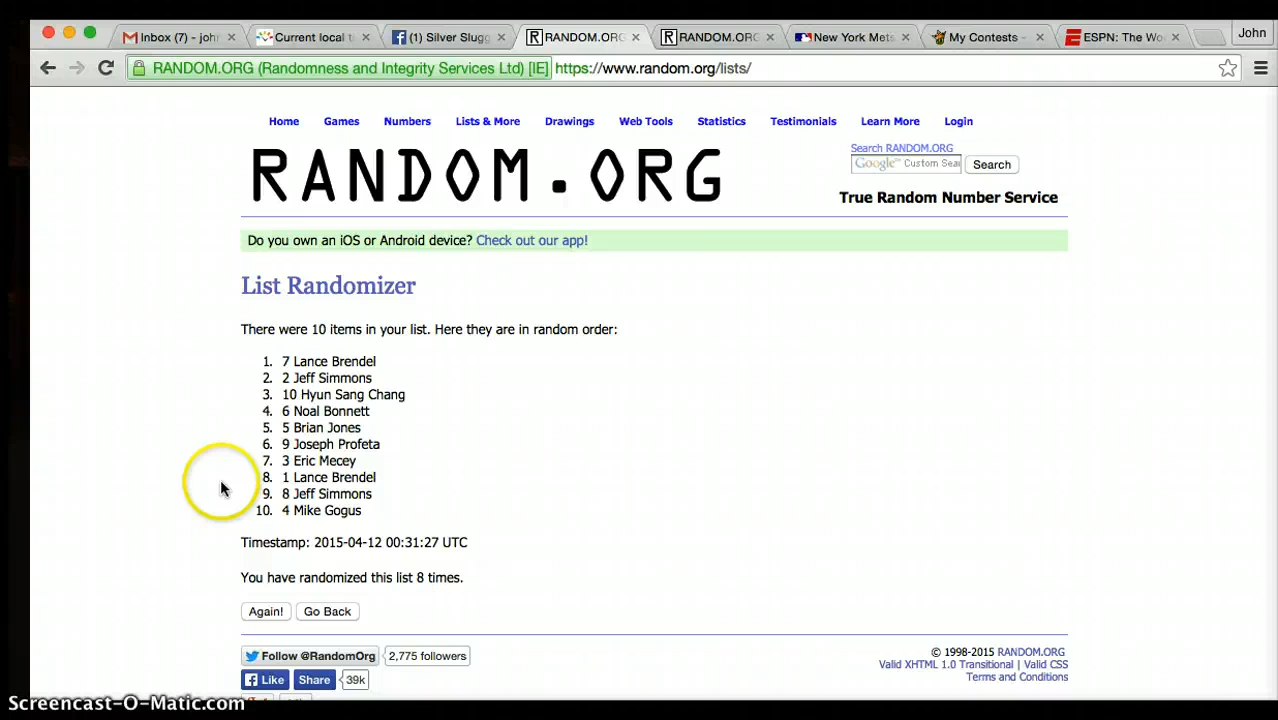 Inbox (7) - joh
Current local t
(1) Silver Slugg
RANDOM.ORG
RANDOM.ORG
New York Mets
My Contests -
ESPN: The Wo
John
RANDOM.ORG (Randomness and Integrity Services Ltd) [IE]
https://www.random.org/lists/
Home Games Numbers Lists & More Drawings Web Tools Statistics Testimonials Learn More Login
RANDOM.ORG
Search RANDOM.ORG
Google™ Custom Sea
Search
True Random Number Service
Do you own an iOS or Android device? Check out our app!
List Randomizer
There were 10 items in your list. Here they are in random order:
1. 7 Lance Brendel
2. 2 Jeff Simmons
3. 10 Hyun Sang Chang
4. 6 Noal Bonnett
5. 5 Brian Jones
6. 9 Joseph Profeta
7. 3 Eric Mecey
8. 1 Lance Brendel
9. 8 Jeff Simmons
10. 4 Mike Gogus
Timestamp: 2015-04-12 00:31:27 UTC
You have randomized this list 8 times.
Again! Go Back
Follow @RandomOrg 2,775 followers
Like Share 39k
© 1998-2015 RANDOM.ORG
Valid XHTML 1.0 Transitional | Valid CSS
Terms and Conditions
Screencast-O-Matic.com